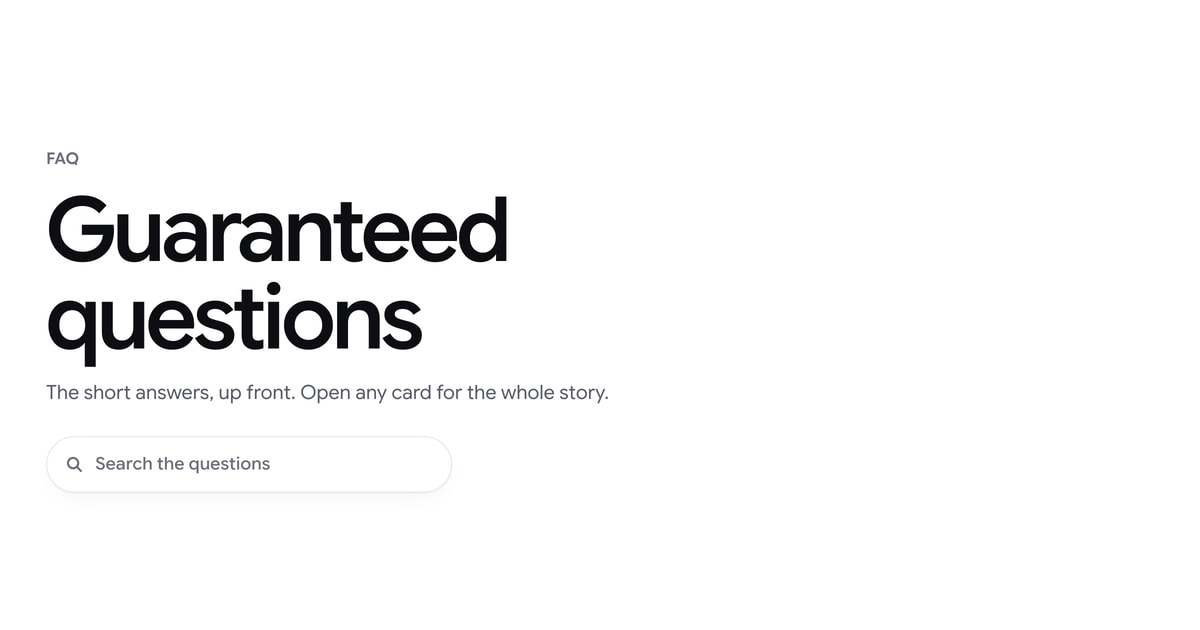 FAQ
Guaranteed
questions
The short answers, up front. Open any card for the whole story.
Search the questions